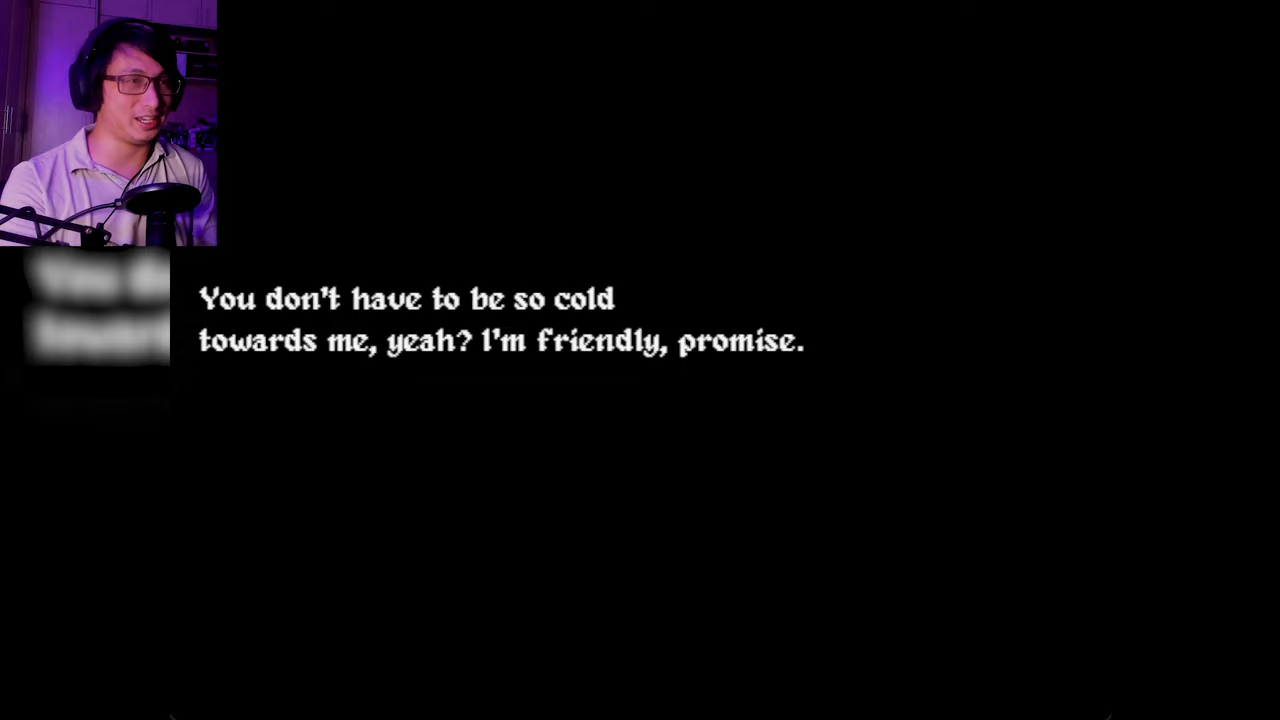 You don't have to be so cold
towards me, yeah? I'm friendly, promise.